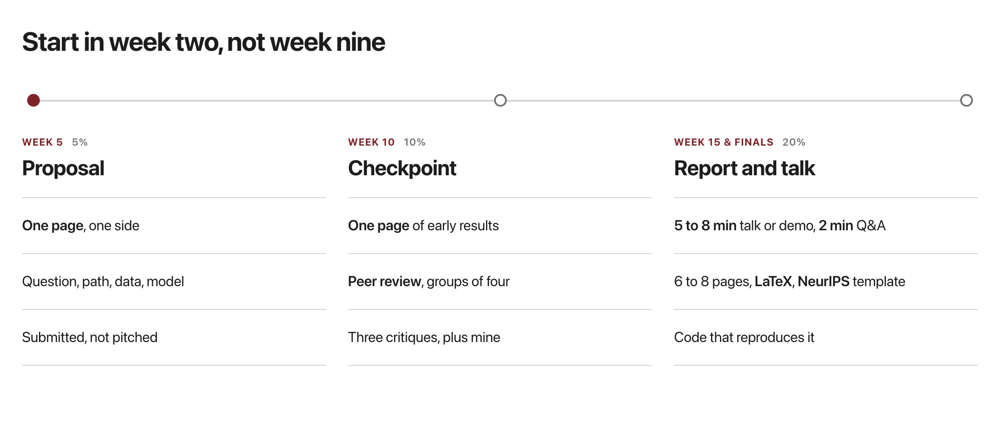 Start in week two, not week nine
WEEK 5 5%
Proposal
One page, one side
Question, path, data, model
Submitted, not pitched
WEEK 10 10%
Checkpoint
One page of early results
Peer review, groups of four
Three critiques, plus mine
WEEK 15 & FINALS 20%
Report and talk
5 to 8 min talk or demo, 2 min Q&A
6 to 8 pages, LaTeX, NeurIPS template
Code that reproduces it